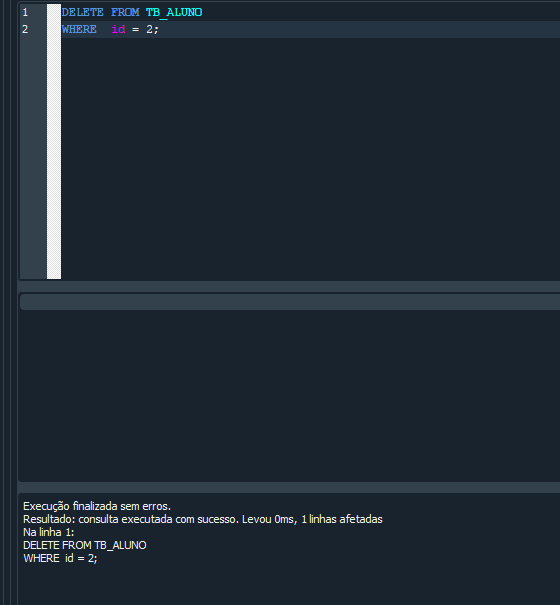 1 DELETE FROM TB_ALUNO
2 WHERE  id = 2;
Execução finalizada sem erros.
Resultado: consulta executada com sucesso. Levou 0ms, 1 linhas afetadas
Na linha 1:
DELETE FROM TB_ALUNO
WHERE  id = 2;